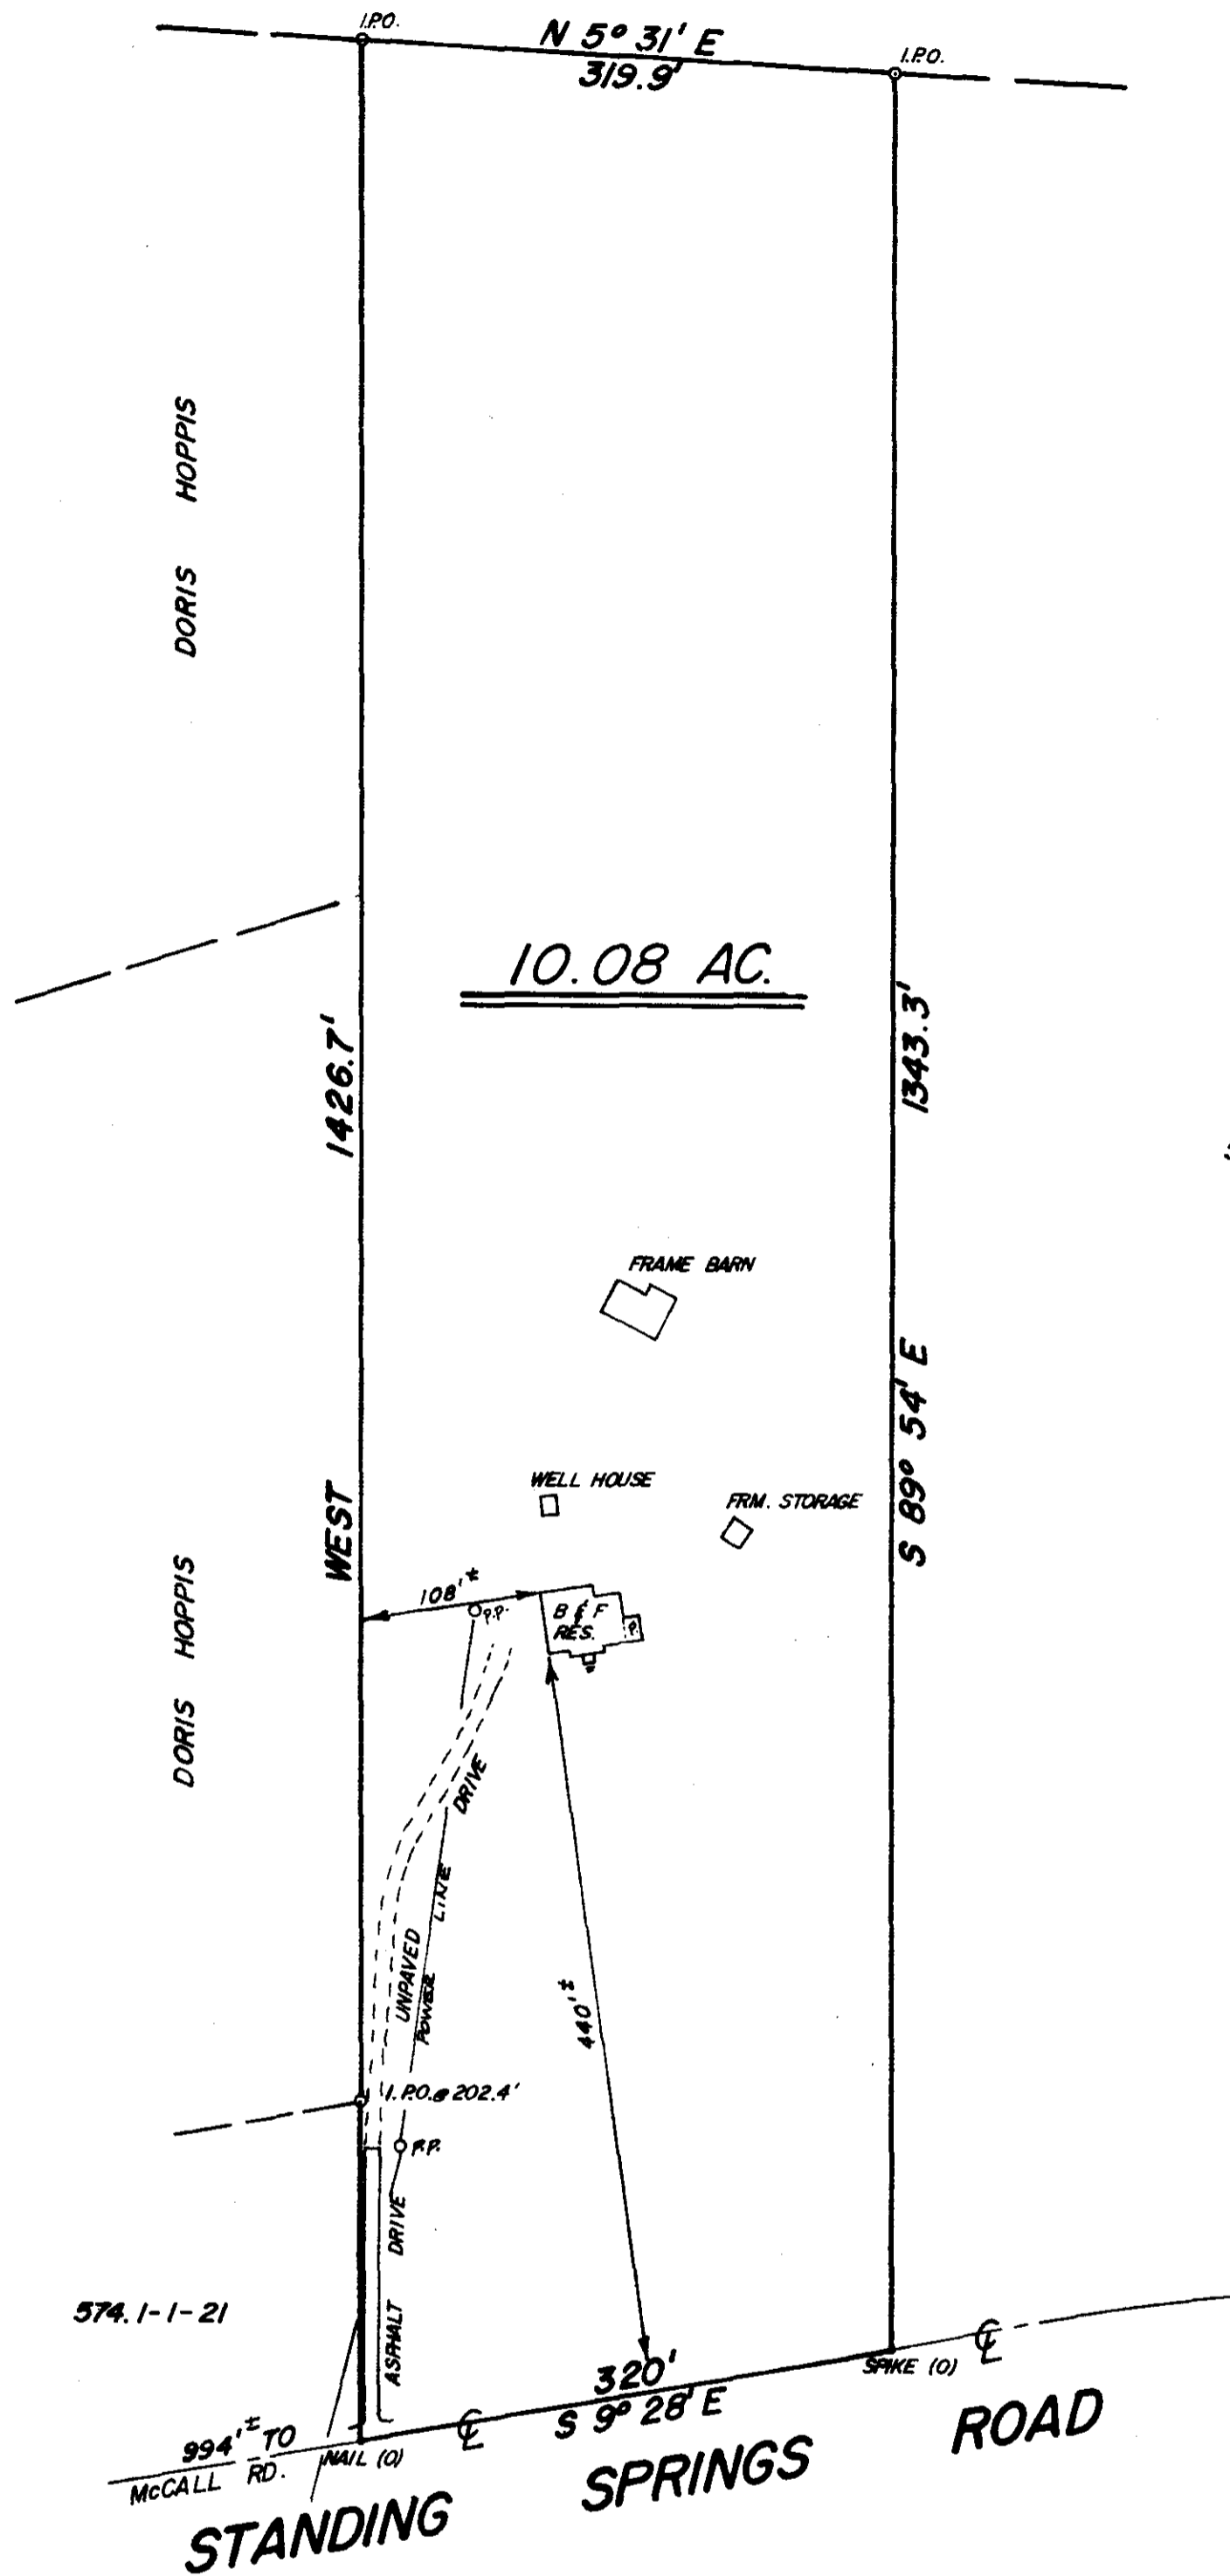 I.P.O.
N 5° 31' E
319.9'
I.P.O.
DORIS HOPPIS
10.08 AC.
1426.7'
1343.3'
FRAME BARN
S 89° 54' E
WEST
WELL HOUSE
FRM. STORAGE
108'±
P.P.
B & F
RES.
P.
DORIS HOPPIS
UNPAVED DRIVE
POWER LINE
440'±
I.P.O.@ 202.4'
P.P.
ASPHALT DRIVE
574.1-1-21
320'
S 9° 28' E
SPIKE (O)
℄
℄
994'± TO
McCALL RD.
NAIL (O)
STANDING SPRINGS ROAD